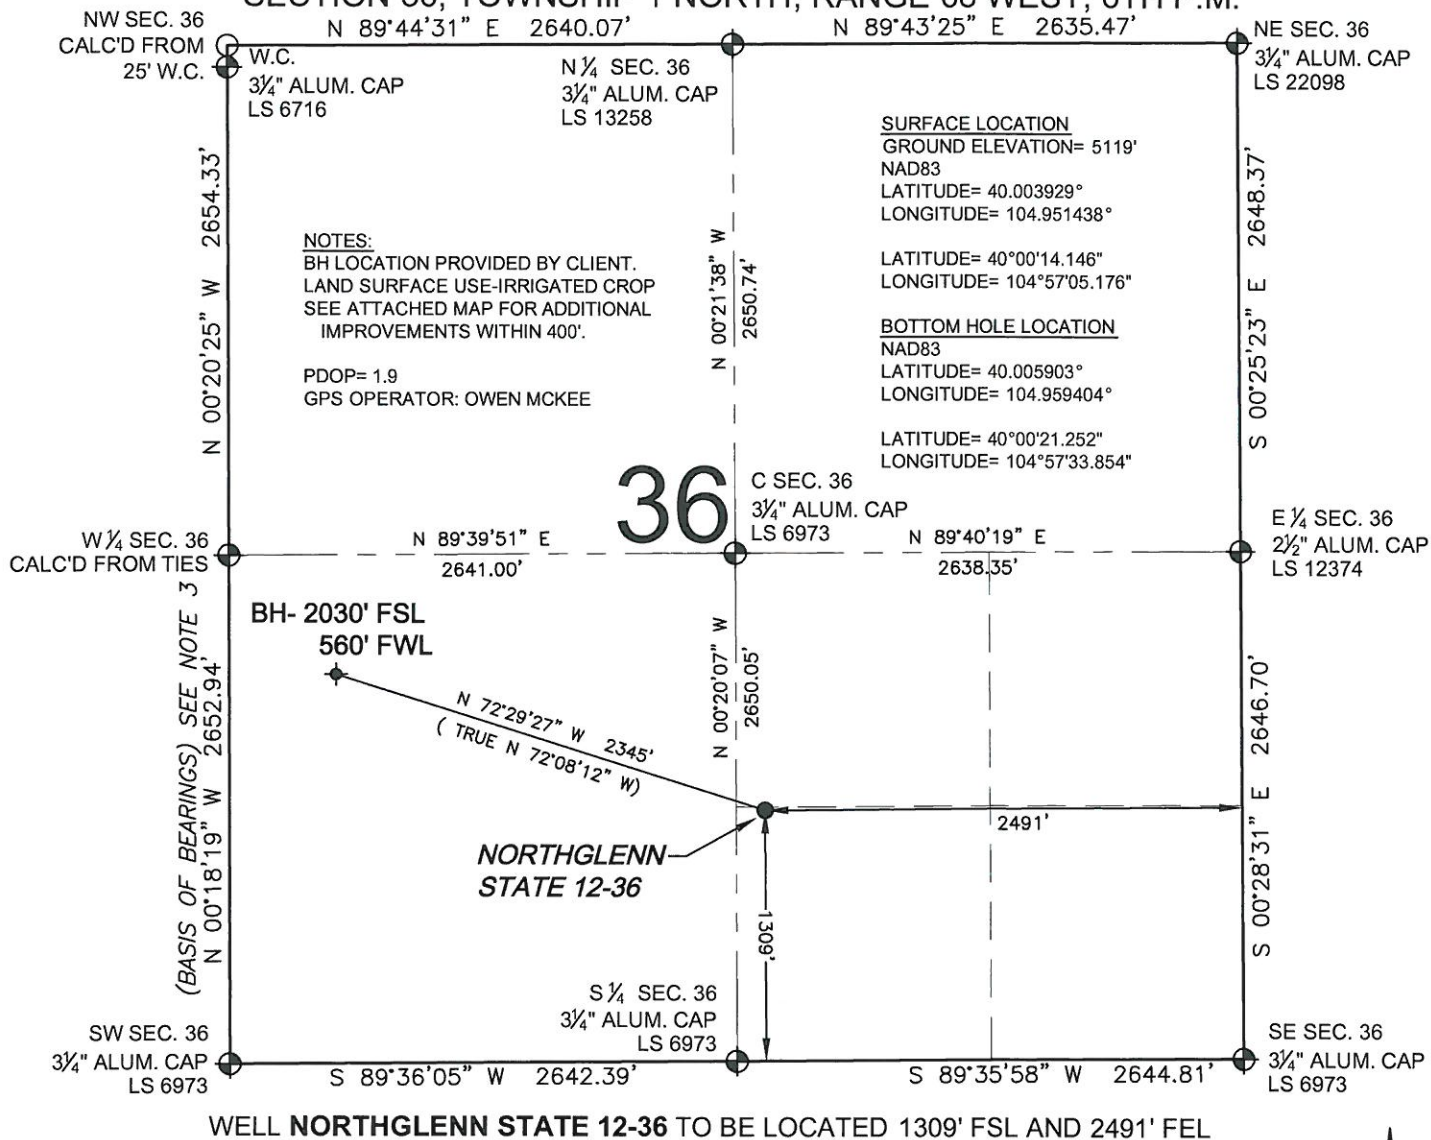 N 89°44'31" E 2640.07'
N 89°43'25" E 2635.47'
NW SEC. 36
CALC'D FROM
25' W.C.
W.C.
3¼" ALUM. CAP
LS 6716
N ¼ SEC. 36
3¼" ALUM. CAP
LS 13258
NE SEC. 36
3¼" ALUM. CAP
LS 22098
SURFACE LOCATION
GROUND ELEVATION= 5119'
NAD83
LATITUDE= 40.003929°
LONGITUDE= 104.951438°
LATITUDE= 40°00'14.146"
LONGITUDE= 104°57'05.176"
BOTTOM HOLE LOCATION
NAD83
LATITUDE= 40.005903°
LONGITUDE= 104.959404°
LATITUDE= 40°00'21.252"
LONGITUDE= 104°57'33.854"
NOTES:
BH LOCATION PROVIDED BY CLIENT.
LAND SURFACE USE-IRRIGATED CROP
SEE ATTACHED MAP FOR ADDITIONAL
IMPROVEMENTS WITHIN 400'.
PDOP= 1.9
GPS OPERATOR: OWEN MCKEE
N 00°20'25" W 2654.33'
N 00°21'38" W
2650.74'
S 00°25'23" E 2648.37'
36
C SEC. 36
3¼" ALUM. CAP
LS 6973
W ¼ SEC. 36
CALC'D FROM TIES
N 89°39'51" E
2641.00'
N 89°40'19" E
2638.35'
E ¼ SEC. 36
2½" ALUM. CAP
LS 12374
BH- 2030' FSL
560' FWL
(BASIS OF BEARINGS) SEE NOTE 3
N 00°18'19" W 2652.94'
N 72°29'27" W 2345'
( TRUE N 72°08'12" W)
N 00°20'07" W
2650.05'
S 00°28'31" E 2646.70'
2491'
NORTHGLENN
STATE 12-36
1309'
SW SEC. 36
3¼" ALUM. CAP
LS 6973
S ¼ SEC. 36
3¼" ALUM. CAP
LS 6973
SE SEC. 36
3¼" ALUM. CAP
LS 6973
S 89°36'05" W 2642.39'
S 89°35'58" W 2644.81'
WELL NORTHGLENN STATE 12-36 TO BE LOCATED 1309' FSL AND 2491' FEL